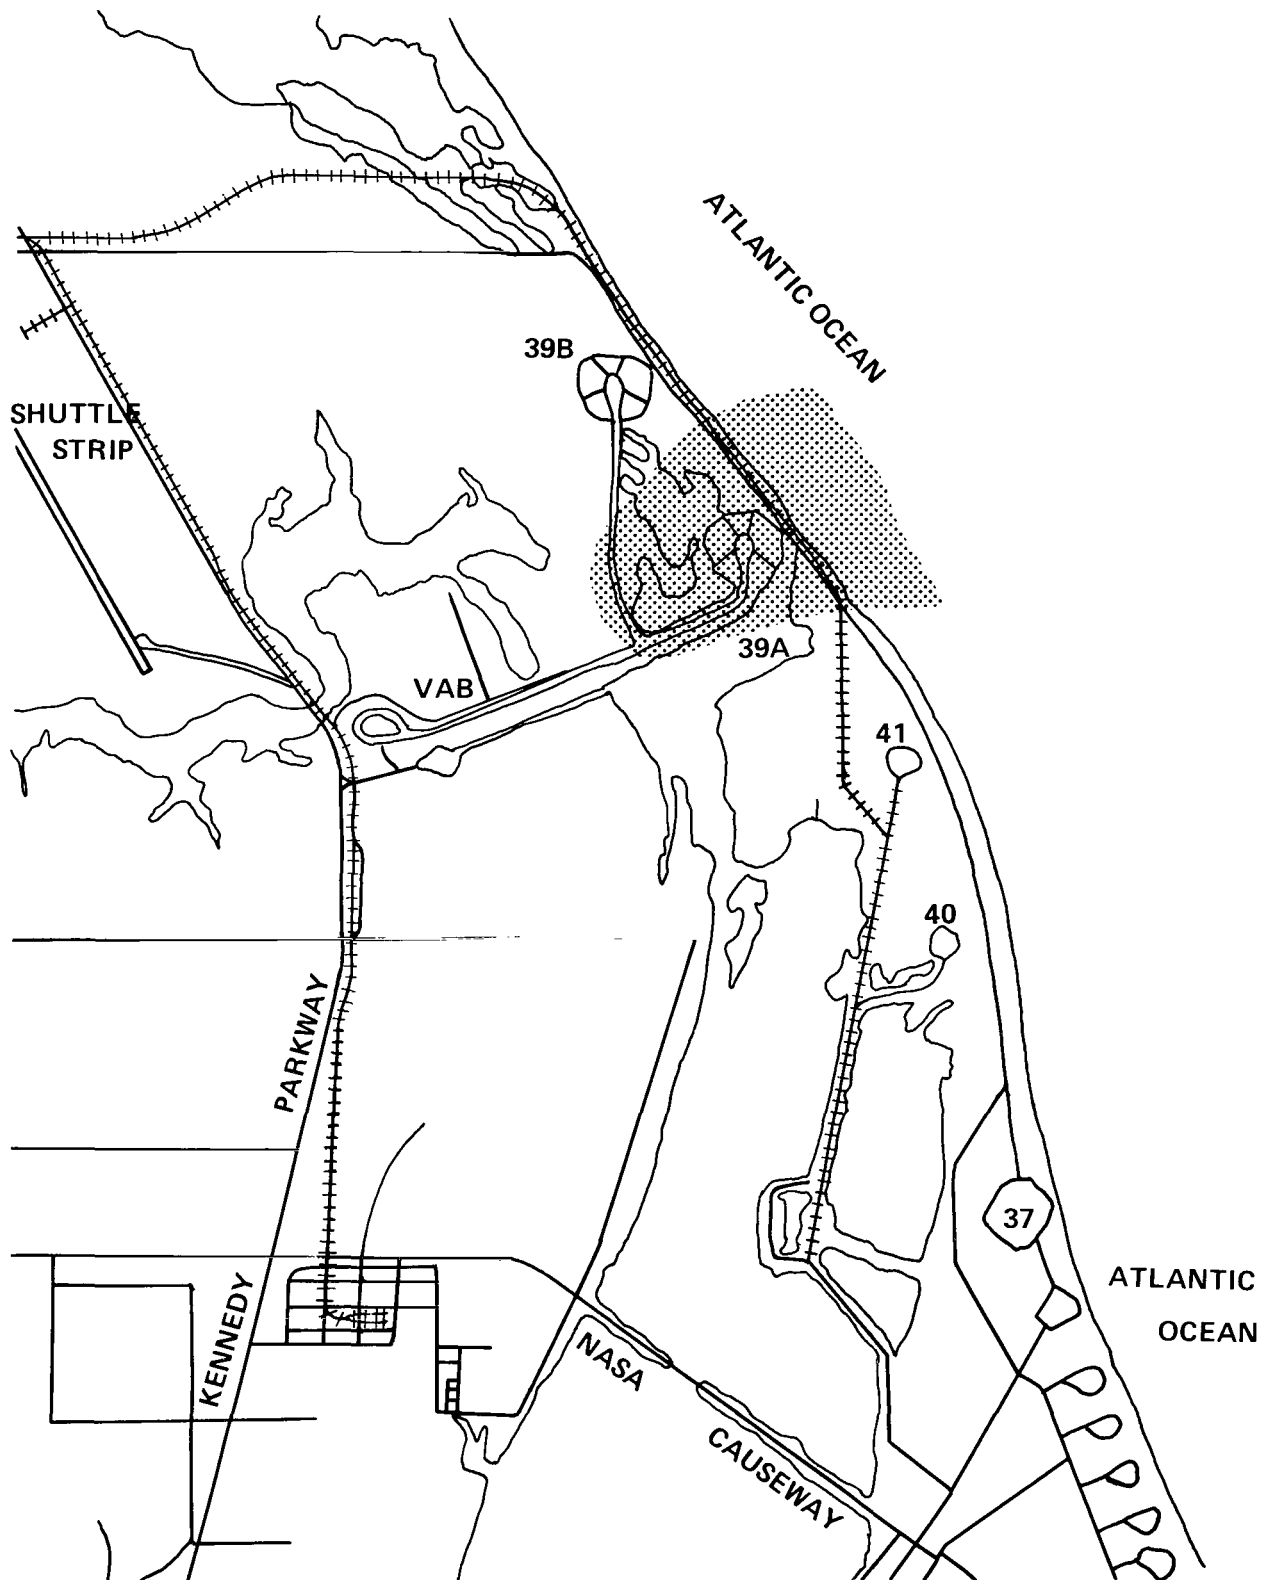 ATLANTIC OCEAN
39B
SHUTTLE
STRIP
39A
VAB
41
40
PARKWAY
37
ATLANTIC
OCEAN
KENNEDY
NASA
CAUSEWAY